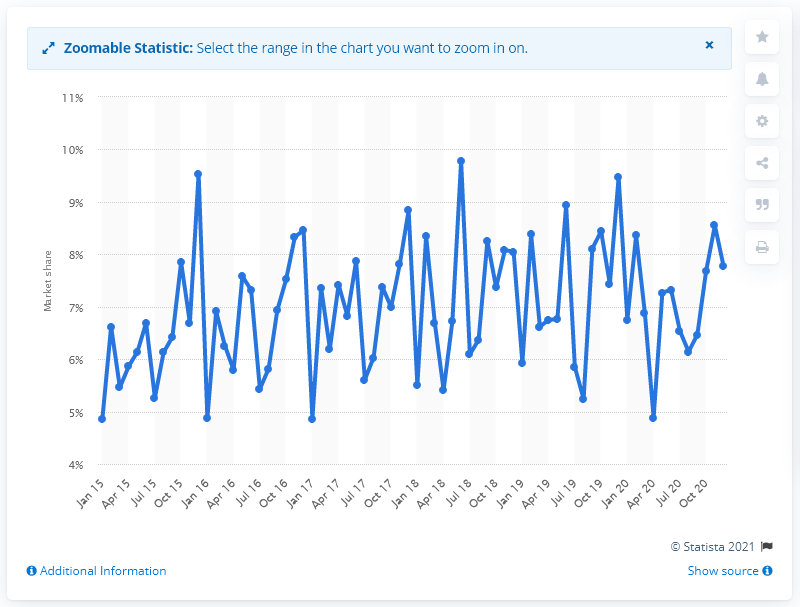 Zoomable Statistic: Select the range in the chart you want to zoom in on.
11%
10%
9%
8%
7%
6%
5%
4%
Market share
Jan 15
Apr 15
Jul 15
Oct 15
Jan 16
Apr 16
Jul 16
Oct 16
Jan 17
Apr 17
Jul 17
Oct 17
Jan 18
Apr 18
Jul 18
Oct 18
Jan 19
Apr 19
Jul 19
Oct 19
Jan 20
Apr 20
Jul 20
Oct 20
© Statista 2021
Additional Information
Show source